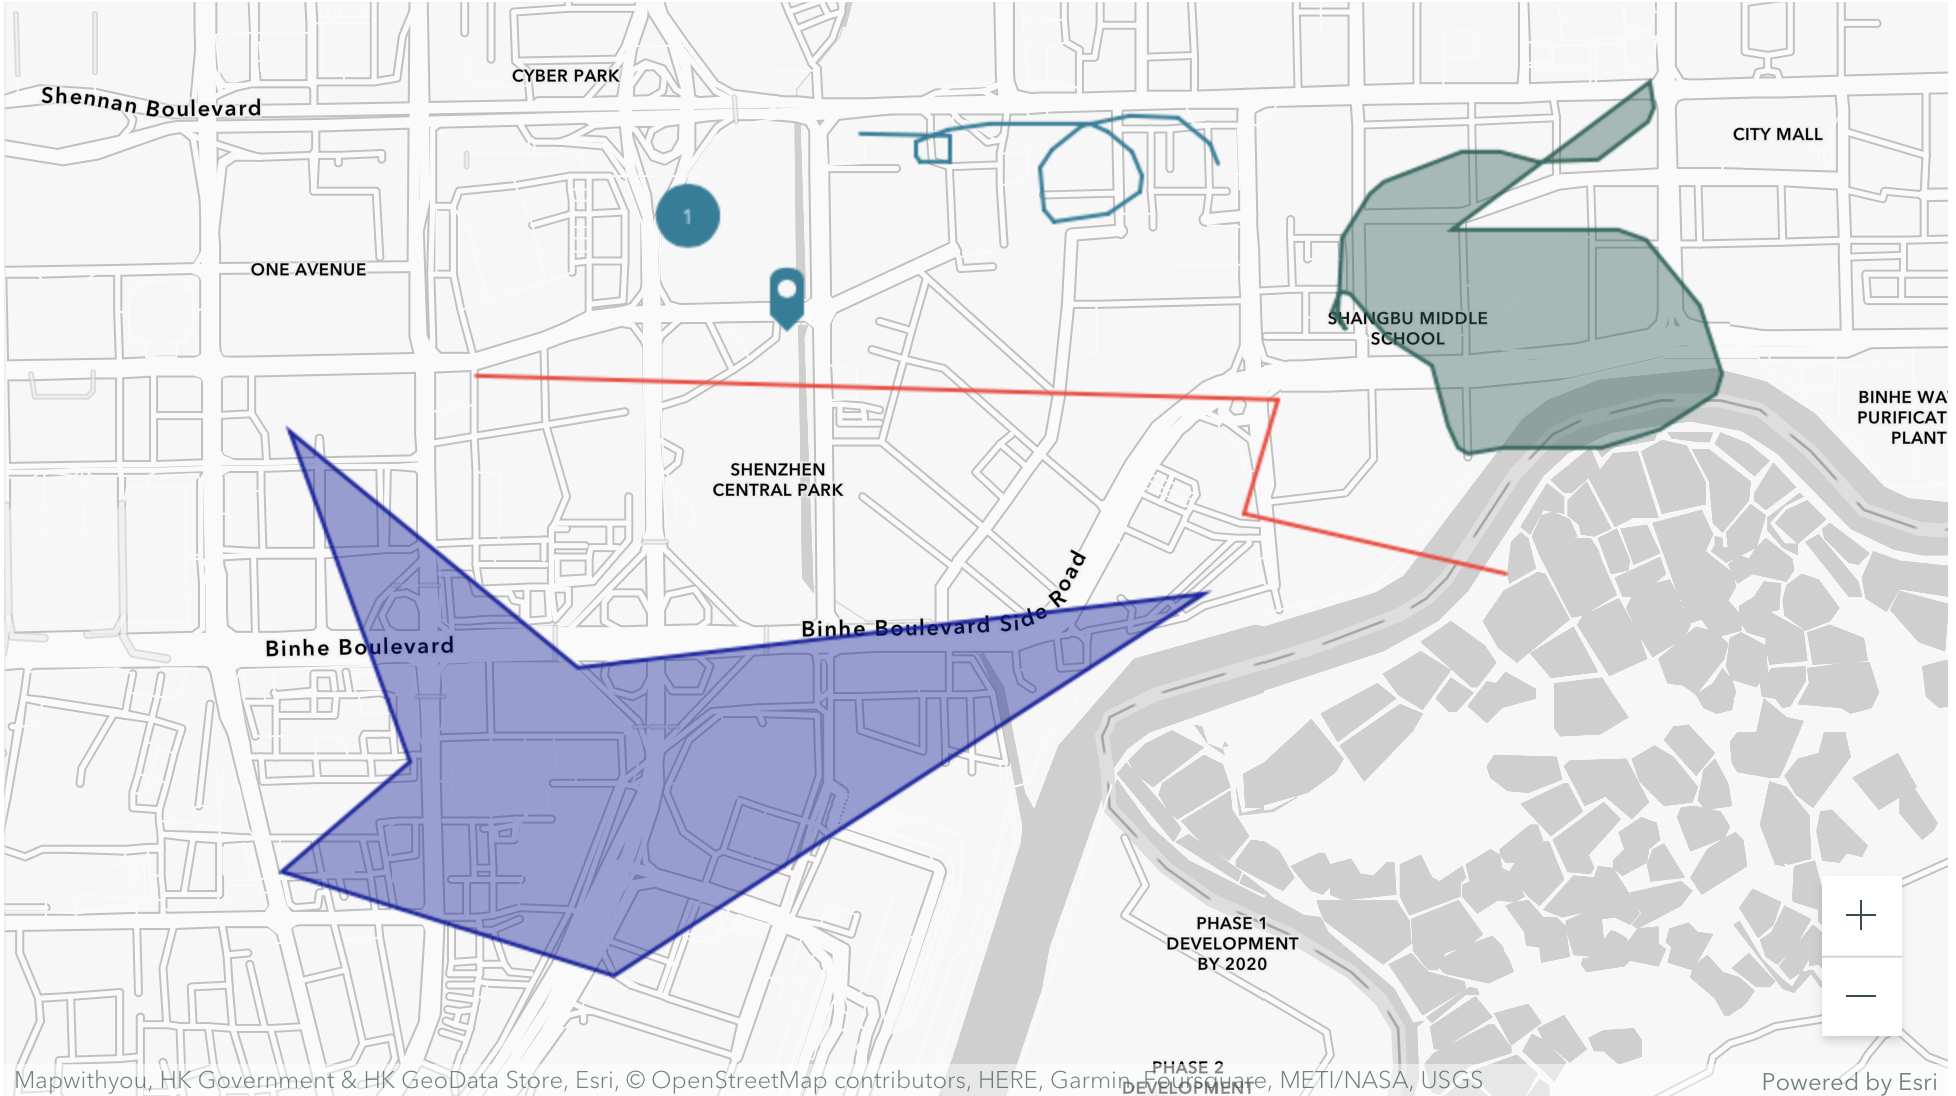 CYBER PARK
Shennan Boulevard
CITY MALL
1
ONE AVENUE
SHANGBU MIDDLE
SCHOOL
BINHE WA
PURIFICAT
PLANT
SHENZHEN
CENTRAL PARK
Binhe Boulevard Side Road
Binhe Boulevard
PHASE 1
DEVELOPMENT
BY 2020
+
−
PHASE 2
DEVELOPMENT
Mapwithyou, HK Government & HK GeoData Store, Esri, © OpenStreetMap contributors, HERE, Garmin, Foursquare, METI/NASA, USGS
Powered by Esri